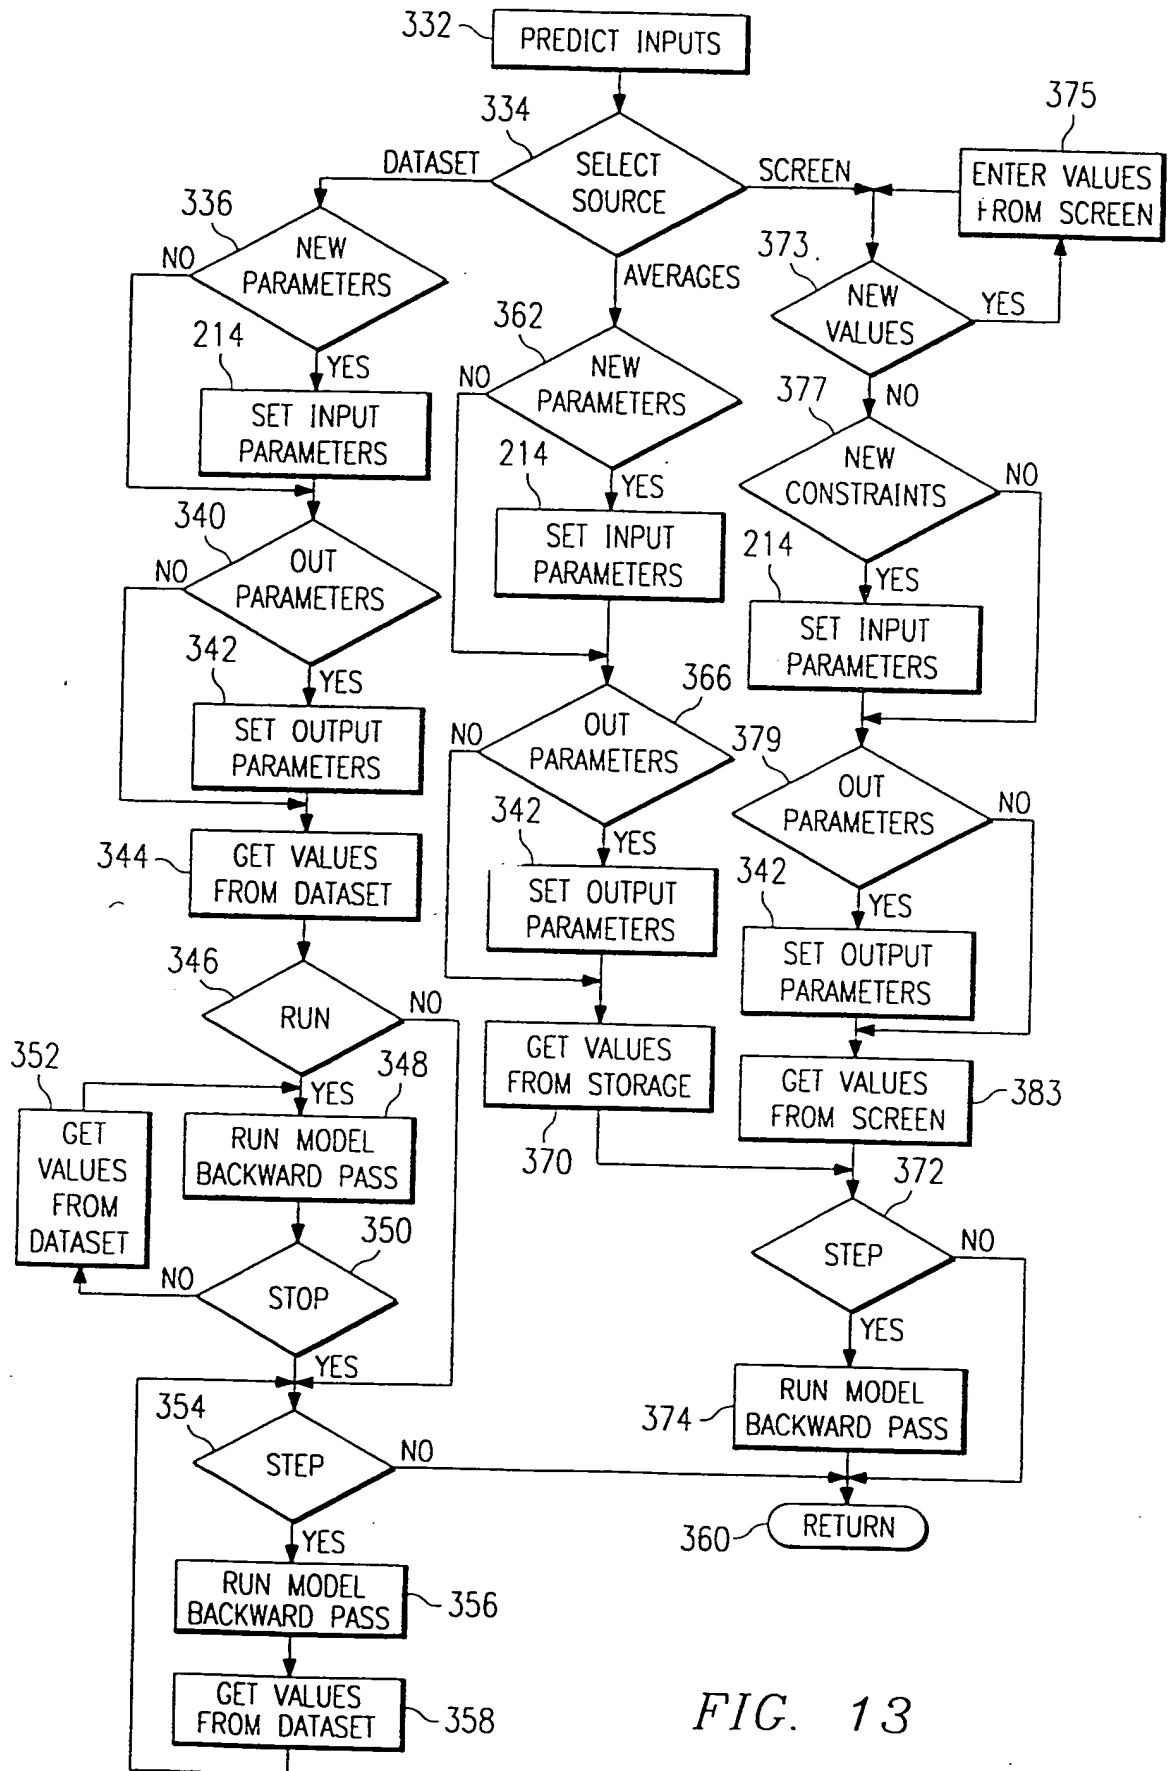 332
PREDICT INPUTS
334
SELECT
SOURCE
DATASET
SCREEN
AVERAGES
375
ENTER VALUES
FROM SCREEN
336
NEW
PARAMETERS
NO
YES
214
SET INPUT
PARAMETERS
340
OUT
PARAMETERS
NO
YES
342
SET OUTPUT
PARAMETERS
344
GET VALUES
FROM DATASET
346
RUN
NO
YES
348
RUN MODEL
BACKWARD PASS
352
GET
VALUES
FROM
DATASET
350
STOP
NO
YES
354
STEP
NO
YES
RUN MODEL
BACKWARD PASS
356
GET VALUES
FROM DATASET
358
362
NEW
PARAMETERS
NO
YES
214
SET INPUT
PARAMETERS
366
OUT
PARAMETERS
NO
YES
342
SET OUTPUT
PARAMETERS
GET VALUES
FROM STORAGE
370
373
NEW
VALUES
YES
NO
377
NEW
CONSTRAINTS
NO
YES
214
SET INPUT
PARAMETERS
379
OUT
PARAMETERS
NO
YES
342
SET OUTPUT
PARAMETERS
GET VALUES
FROM SCREEN
383
372
STEP
NO
YES
374
RUN MODEL
BACKWARD PASS
360
RETURN
FIG. 13